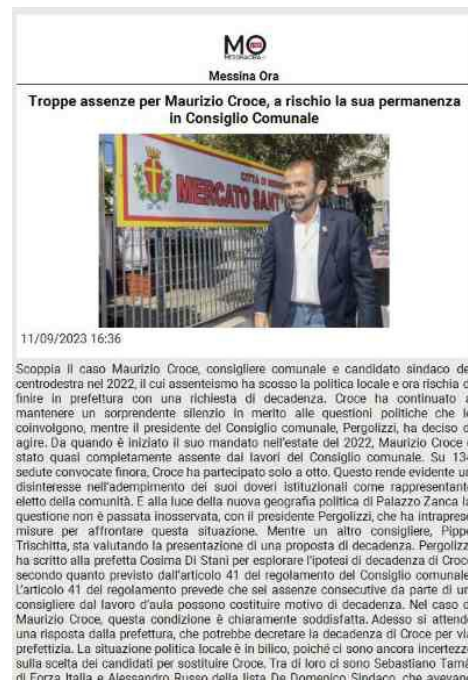 MO
Messina Ora
Troppe assenze per Maurizio Croce, a rischio la sua permanenza
in Consiglio Comunale
CITTÀ DI
MERCATO SANT'
11/09/2023 16:36
Scoppia il caso Maurizio Croce, consigliere comunale e candidato sindaco de
centrodestra nel 2022, il cui assenteismo ha scosso la politica locale e ora rischia d
finire in prefettura con una richiesta di decadenza. Croce ha continuato a
mantenere un sorprendente silenzio in merito alle questioni politiche che lo
coinvolgono, mentre il presidente del Consiglio comunale, Pergolizzi, ha deciso d
agire. Da quando è iniziato il suo mandato nell'estate del 2022, Maurizio Croce è
stato quasi completamente assente dai lavori del Consiglio comunale. Su 134
sedute convocate finora, Croce ha partecipato solo a otto. Questo rende evidente un
disinteresse nell'adempimento dei suoi doveri istituzionali come rappresentante
eletto della comunità. E alla luce della nuova geografia politica di Palazzo Zanca la
questione non è passata inosservata, con il presidente Pergolizzi, che ha intrapreso
misure per affrontare questa situazione. Mentre un altro consigliere, Pippo
Trischitta, sta valutando la presentazione di una proposta di decadenza. Pergolizzi
ha scritto alla prefetta Cosima Di Stani per esplorare l'ipotesi di decadenza di Croce
secondo quanto previsto dall'articolo 41 del regolamento del Consiglio comunale.
L'articolo 41 del regolamento prevede che sei assenze consecutive da parte di un
consigliere dal lavoro d'aula possono costituire motivo di decadenza. Nel caso d
Maurizio Croce, questa condizione è chiaramente soddisfatta. Adesso si attende
una risposta dalla prefettura, che potrebbe decretare la decadenza di Croce per via
prefettizia. La situazione politica locale è in bilico, poiché ci sono ancora incertezze
sulla scelta dei candidati per sostituire Croce. Tra di loro ci sono Sebastiano Tamà
di Forza Italia e Alessandro Russo della lista De Domenico Sindaco, che avevano